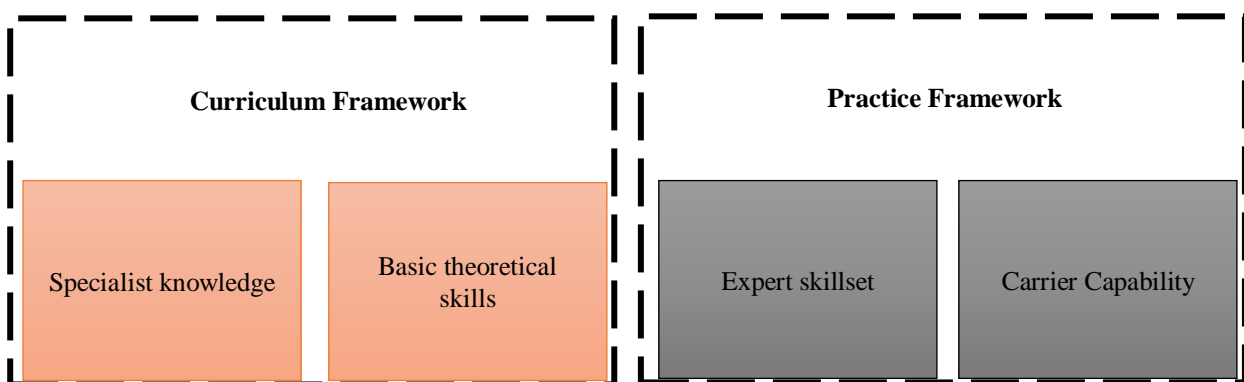 Curriculum Framework
Practice Framework
Specialist knowledge
Basic theoretical
skills
Expert skillset
Carrier Capability